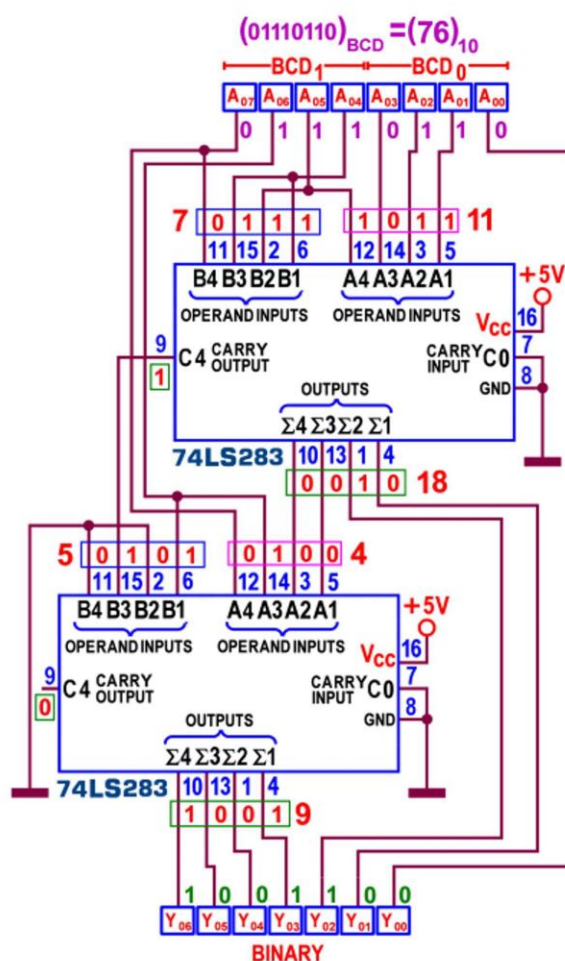 (01110110)BCD =(76)10
BCD1 BCD0
A07 A06 A05 A04 A03 A02 A01 A00
0 1 1 1 0 1 1 0
7 0 1 1 1 1 0 1 1 11
11 15 2 6 12 14 3 5
B4 B3 B2 B1 A4 A3 A2 A1
OPERAND INPUTS OPERAND INPUTS
+5V
VCC 16
9 C4 CARRY OUTPUT
CARRY INPUT C0 7
1
GND 8
OUTPUTS
Σ4 Σ3 Σ2 Σ1
74LS283 10 13 1 4
0 0 1 0 18
5 0 1 0 1 0 1 0 0 4
11 15 2 6 12 14 3 5
B4 B3 B2 B1 A4 A3 A2 A1
OPERAND INPUTS OPERAND INPUTS
+5V
VCC 16
9 C4 CARRY OUTPUT
CARRY INPUT C0 7
0
GND 8
OUTPUTS
Σ4 Σ3 Σ2 Σ1
74LS283 10 13 1 4
1 0 0 1 9
1 0 0 1 1 0 0
Y06 Y05 Y04 Y03 Y02 Y01 Y00
BINARY